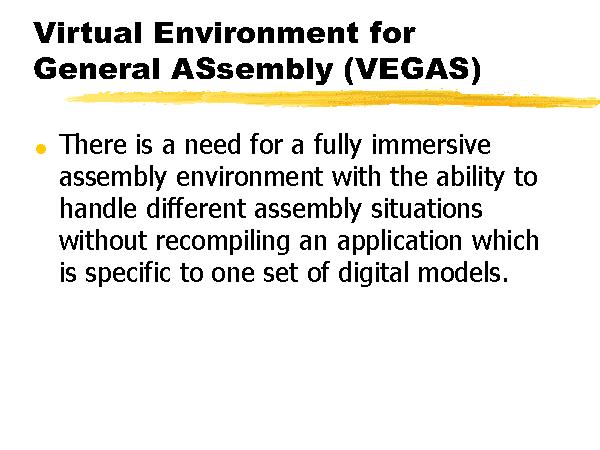 Virtual Environment for
General ASsembly (VEGAS)
There is a need for a fully immersive
assembly environment with the ability to
handle different assembly situations
without recompiling an application which
is specific to one set of digital models.